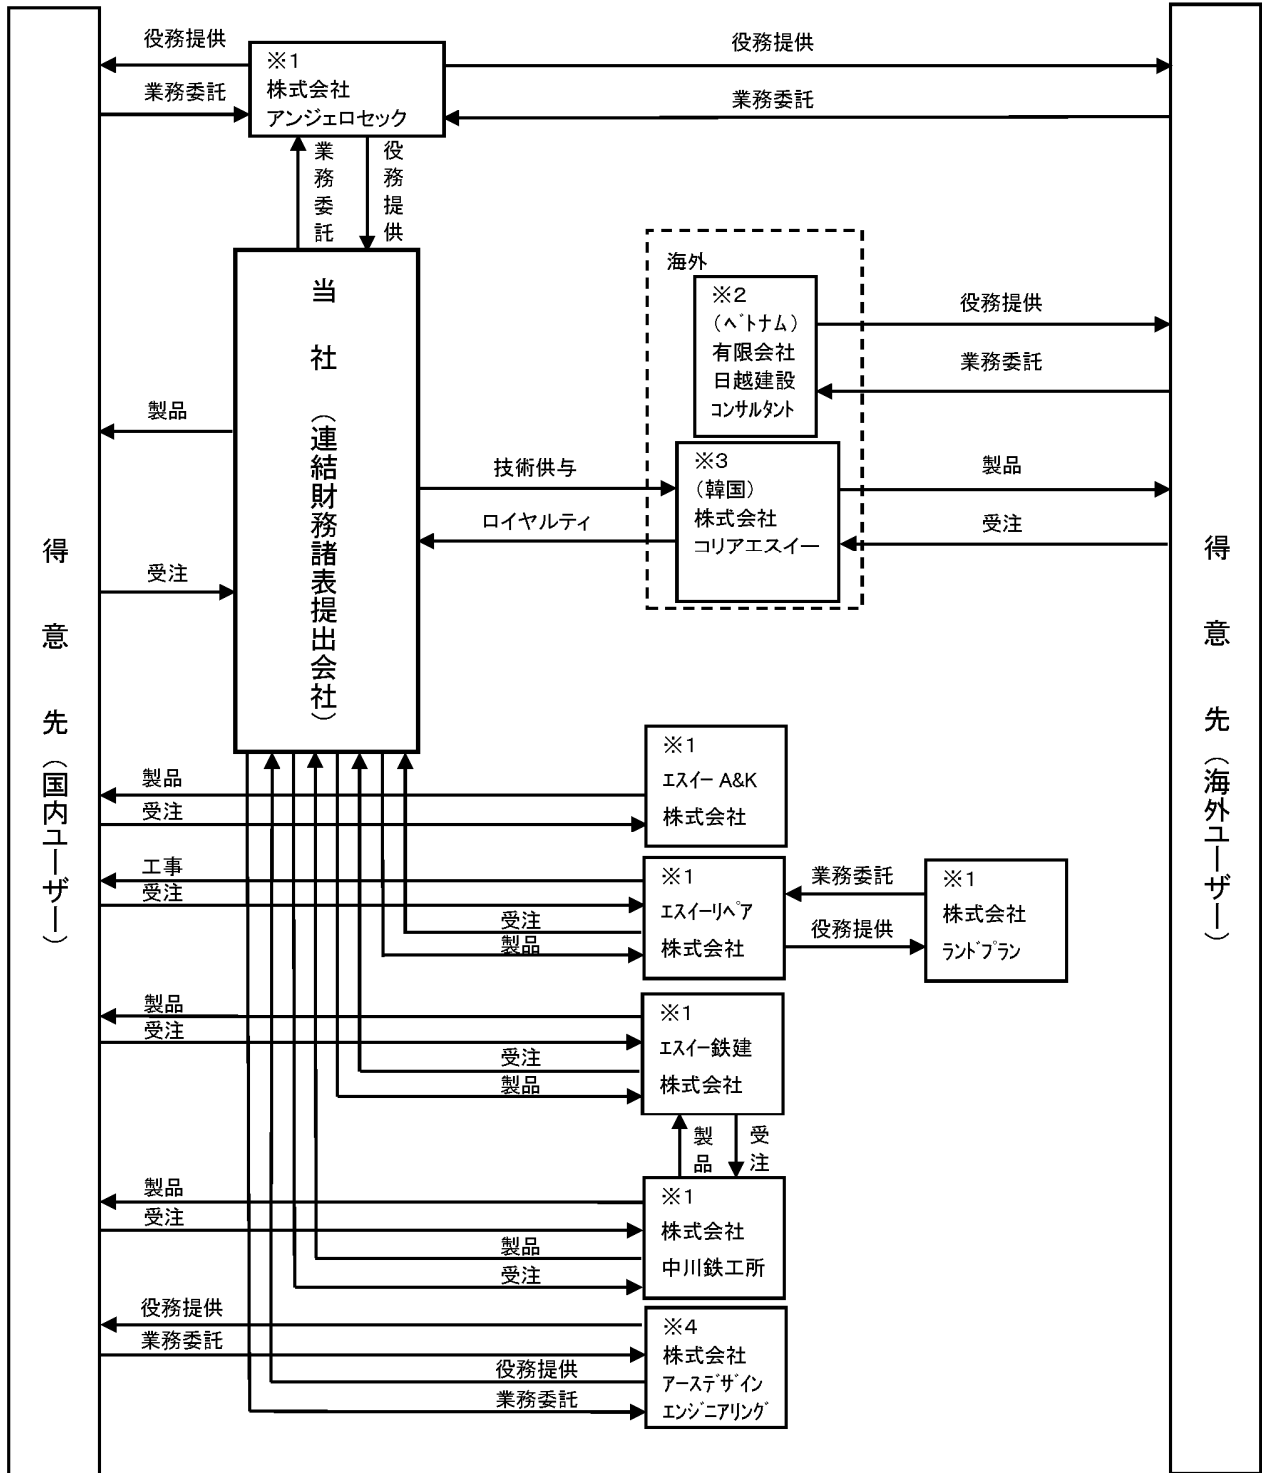 役務提供
業務委託
※1
株式会社
アンジェロセック
役務提供
業務委託
業務委託
役務提供
当社（連結財務諸表提出会社）
製品
受注
得意先（国内ユーザー）
海外
※2
（ベトナム）
有限会社
日越建設
コンサルタント
役務提供
業務委託
技術供与
ロイヤルティ
※3
（韓国）
株式会社
コリアエスイー
製品
受注
得意先（海外ユーザー）
製品
受注
※1
エスイー A&K
株式会社
工事
受注
受注
製品
※1
エスイーリペア
株式会社
業務委託
役務提供
※1
株式会社
ランドプラン
製品
受注
受注
製品
※1
エスイー鉄建
株式会社
製品
受注
製品
受注
製品
受注
※1
株式会社
中川鉄工所
役務提供
業務委託
役務提供
業務委託
※4
株式会社
アースデザイン
エンジニアリング